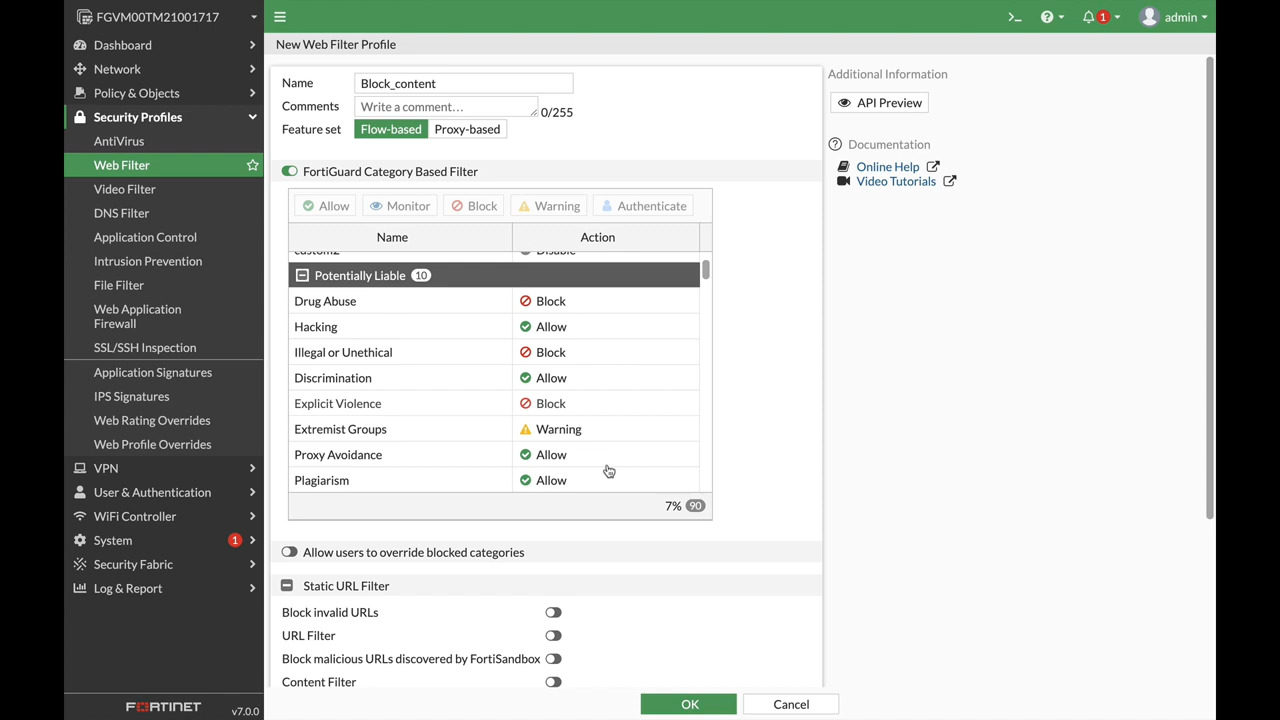 FGVM00TM21001717
1
admin
Dashboard
Network
Policy & Objects
Security Profiles
AntiVirus
Web Filter
Video Filter
DNS Filter
Application Control
Intrusion Prevention
File Filter
Web Application
Firewall
SSL/SSH Inspection
Application Signatures
IPS Signatures
Web Rating Overrides
Web Profile Overrides
VPN
User & Authentication
WiFi Controller
System 1
Security Fabric
Log & Report
FORTINET v7.0.0
New Web Filter Profile
Name Block_content
Comments Write a comment... 0/255
Feature set Flow-based Proxy-based
FortiGuard Category Based Filter
Allow Monitor Block Warning Authenticate
Name Action
custom2 Disable
Potentially Liable 10
Drug Abuse Block
Hacking Allow
Illegal or Unethical Block
Discrimination Allow
Explicit Violence Block
Extremist Groups Warning
Proxy Avoidance Allow
Plagiarism Allow
7% 90
Allow users to override blocked categories
Static URL Filter
Block invalid URLs
URL Filter
Block malicious URLs discovered by FortiSandbox
Content Filter
OK Cancel
Additional Information
API Preview
Documentation
Online Help
Video Tutorials